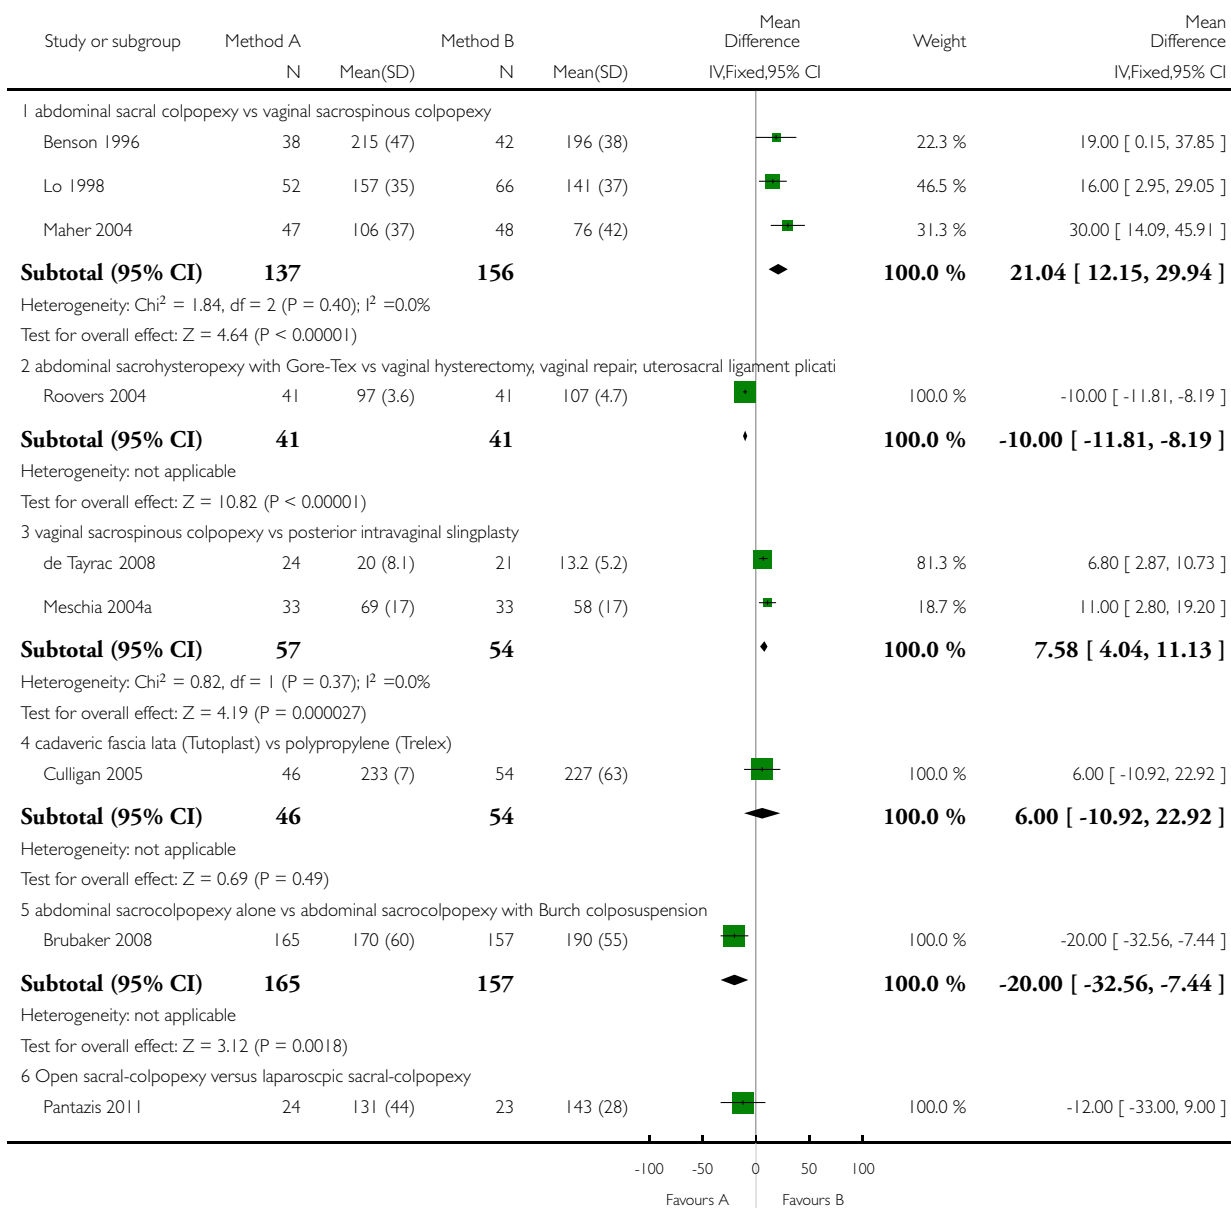 Mean Mean
Study or subgroup Method A Method B Difference Weight Difference
N Mean(SD) N Mean(SD) IV,Fixed,95% CI IV,Fixed,95% CI
1 abdominal sacral colpopexy vs vaginal sacrospinous colpopexy
Benson 1996 38 215 (47) 42 196 (38) 22.3 % 19.00 [ 0.15, 37.85 ]
Lo 1998 52 157 (35) 66 141 (37) 46.5 % 16.00 [ 2.95, 29.05 ]
Maher 2004 47 106 (37) 48 76 (42) 31.3 % 30.00 [ 14.09, 45.91 ]
Subtotal (95% CI) 137 156 100.0 % 21.04 [ 12.15, 29.94 ]
Heterogeneity: Chi² = 1.84, df = 2 (P = 0.40); I² =0.0%
Test for overall effect: Z = 4.64 (P < 0.00001)
2 abdominal sacrohysteropexy with Gore-Tex vs vaginal hysterectomy, vaginal repair, uterosacral ligament plicati
Roovers 2004 41 97 (3.6) 41 107 (4.7) 100.0 % -10.00 [ -11.81, -8.19 ]
Subtotal (95% CI) 41 41 100.0 % -10.00 [ -11.81, -8.19 ]
Heterogeneity: not applicable
Test for overall effect: Z = 10.82 (P < 0.00001)
3 vaginal sacrospinous colpopexy vs posterior intravaginal slingplasty
de Tayrac 2008 24 20 (8.1) 21 13.2 (5.2) 81.3 % 6.80 [ 2.87, 10.73 ]
Meschia 2004a 33 69 (17) 33 58 (17) 18.7 % 11.00 [ 2.80, 19.20 ]
Subtotal (95% CI) 57 54 100.0 % 7.58 [ 4.04, 11.13 ]
Heterogeneity: Chi² = 0.82, df = 1 (P = 0.37); I² =0.0%
Test for overall effect: Z = 4.19 (P = 0.000027)
4 cadaveric fascia lata (Tutoplast) vs polypropylene (Trelex)
Culligan 2005 46 233 (7) 54 227 (63) 100.0 % 6.00 [ -10.92, 22.92 ]
Subtotal (95% CI) 46 54 100.0 % 6.00 [ -10.92, 22.92 ]
Heterogeneity: not applicable
Test for overall effect: Z = 0.69 (P = 0.49)
5 abdominal sacrocolpopexy alone vs abdominal sacrocolpopexy with Burch colposuspension
Brubaker 2008 165 170 (60) 157 190 (55) 100.0 % -20.00 [ -32.56, -7.44 ]
Subtotal (95% CI) 165 157 100.0 % -20.00 [ -32.56, -7.44 ]
Heterogeneity: not applicable
Test for overall effect: Z = 3.12 (P = 0.0018)
6 Open sacral-colpopexy versus laparoscpic sacral-colpopexy
Pantazis 2011 24 131 (44) 23 143 (28) 100.0 % -12.00 [ -33.00, 9.00 ]
-100 -50 0 50 100
Favours A Favours B